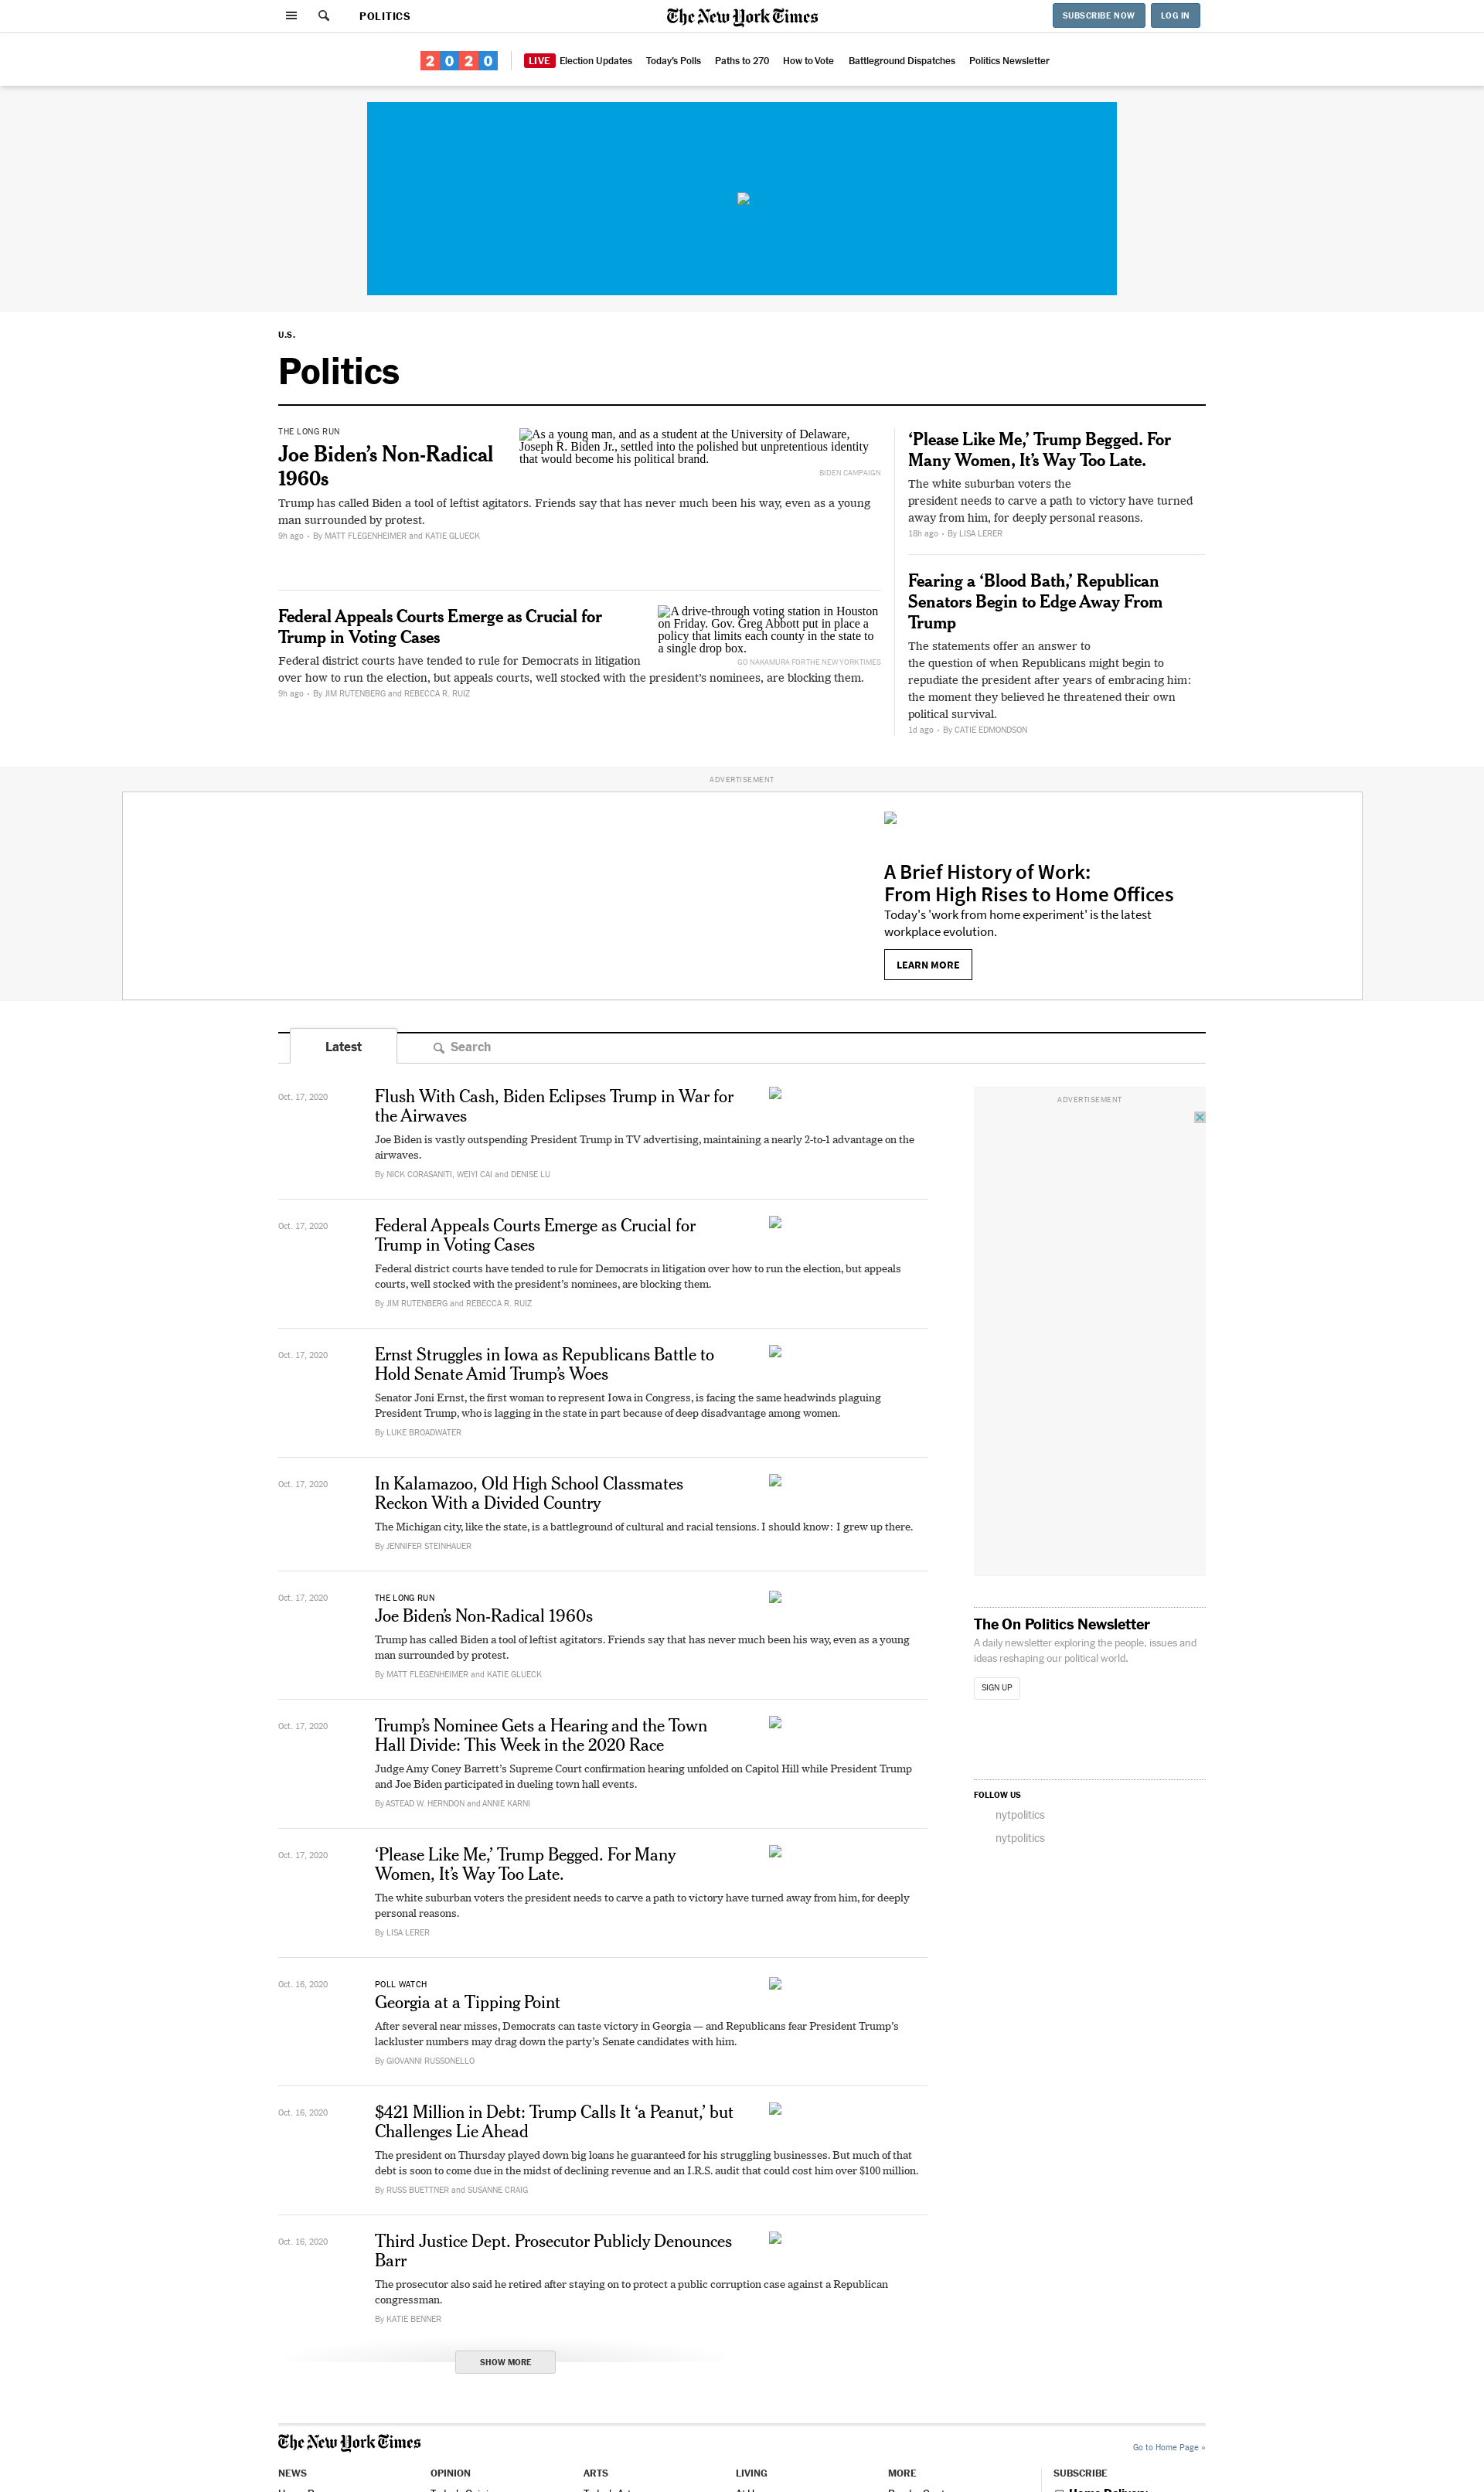 POLITICS
The New York Times
SUBSCRIBE NOW
LOG IN
2020
LIVE Election Updates
Today's Polls
Paths to 270
How to Vote
Battleground Dispatches
Politics Newsletter
U.S.
Politics
THE LONG RUN
Joe Biden’s Non-Radical
1960s
As a young man, and as a student at the University of Delaware,
Joseph R. Biden Jr., settled into the polished but unpretentious identity
that would become his political brand.
BIDEN CAMPAIGN
Trump has called Biden a tool of leftist agitators. Friends say that has never much been his way, even as a young
man surrounded by protest.
9h ago • By MATT FLEGENHEIMER and KATIE GLUECK
Federal Appeals Courts Emerge as Crucial for
Trump in Voting Cases
A drive-through voting station in Houston
on Friday. Gov. Greg Abbott put in place a
policy that limits each county in the state to
a single drop box.
GO NAKAMURA FOR THE NEW YORK TIMES
Federal district courts have tended to rule for Democrats in litigation
over how to run the election, but appeals courts, well stocked with the president’s nominees, are blocking them.
9h ago • By JIM RUTENBERG and REBECCA R. RUIZ
‘Please Like Me,’ Trump Begged. For
Many Women, It’s Way Too Late.
The white suburban voters the
president needs to carve a path to victory have turned
away from him, for deeply personal reasons.
18h ago • By LISA LERER
Fearing a ‘Blood Bath,’ Republican
Senators Begin to Edge Away From
Trump
The statements offer an answer to
the question of when Republicans might begin to
repudiate the president after years of embracing him:
the moment they believed he threatened their own
political survival.
1d ago • By CATIE EDMONDSON
ADVERTISEMENT
A Brief History of Work:
From High Rises to Home Offices
Today's 'work from home experiment' is the latest
workplace evolution.
LEARN MORE
Latest
Search
Oct. 17, 2020
Flush With Cash, Biden Eclipses Trump in War for
the Airwaves
Joe Biden is vastly outspending President Trump in TV advertising, maintaining a nearly 2-to-1 advantage on the
airwaves.
By NICK CORASANITI, WEIYI CAI and DENISE LU
Oct. 17, 2020
Federal Appeals Courts Emerge as Crucial for
Trump in Voting Cases
Federal district courts have tended to rule for Democrats in litigation over how to run the election, but appeals
courts, well stocked with the president’s nominees, are blocking them.
By JIM RUTENBERG and REBECCA R. RUIZ
Oct. 17, 2020
Ernst Struggles in Iowa as Republicans Battle to
Hold Senate Amid Trump’s Woes
Senator Joni Ernst, the first woman to represent Iowa in Congress, is facing the same headwinds plaguing
President Trump, who is lagging in the state in part because of deep disadvantage among women.
By LUKE BROADWATER
Oct. 17, 2020
In Kalamazoo, Old High School Classmates
Reckon With a Divided Country
The Michigan city, like the state, is a battleground of cultural and racial tensions. I should know: I grew up there.
By JENNIFER STEINHAUER
Oct. 17, 2020
THE LONG RUN
Joe Biden’s Non-Radical 1960s
Trump has called Biden a tool of leftist agitators. Friends say that has never much been his way, even as a young
man surrounded by protest.
By MATT FLEGENHEIMER and KATIE GLUECK
Oct. 17, 2020
Trump’s Nominee Gets a Hearing and the Town
Hall Divide: This Week in the 2020 Race
Judge Amy Coney Barrett’s Supreme Court confirmation hearing unfolded on Capitol Hill while President Trump
and Joe Biden participated in dueling town hall events.
By ASTEAD W. HERNDON and ANNIE KARNI
Oct. 17, 2020
‘Please Like Me,’ Trump Begged. For Many
Women, It’s Way Too Late.
The white suburban voters the president needs to carve a path to victory have turned away from him, for deeply
personal reasons.
By LISA LERER
Oct. 16, 2020
POLL WATCH
Georgia at a Tipping Point
After several near misses, Democrats can taste victory in Georgia — and Republicans fear President Trump’s
lackluster numbers may drag down the party’s Senate candidates with him.
By GIOVANNI RUSSONELLO
Oct. 16, 2020
$421 Million in Debt: Trump Calls It ‘a Peanut,’ but
Challenges Lie Ahead
The president on Thursday played down big loans he guaranteed for his struggling businesses. But much of that
debt is soon to come due in the midst of declining revenue and an I.R.S. audit that could cost him over $100 million.
By RUSS BUETTNER and SUSANNE CRAIG
Oct. 16, 2020
Third Justice Dept. Prosecutor Publicly Denounces
Barr
The prosecutor also said he retired after staying on to protect a public corruption case against a Republican
congressman.
By KATIE BENNER
SHOW MORE
ADVERTISEMENT
The On Politics Newsletter
A daily newsletter exploring the people, issues and
ideas reshaping our political world.
SIGN UP
FOLLOW US
nytpolitics
nytpolitics
The New York Times
Go to Home Page »
NEWS
OPINION
ARTS
LIVING
MORE
SUBSCRIBE